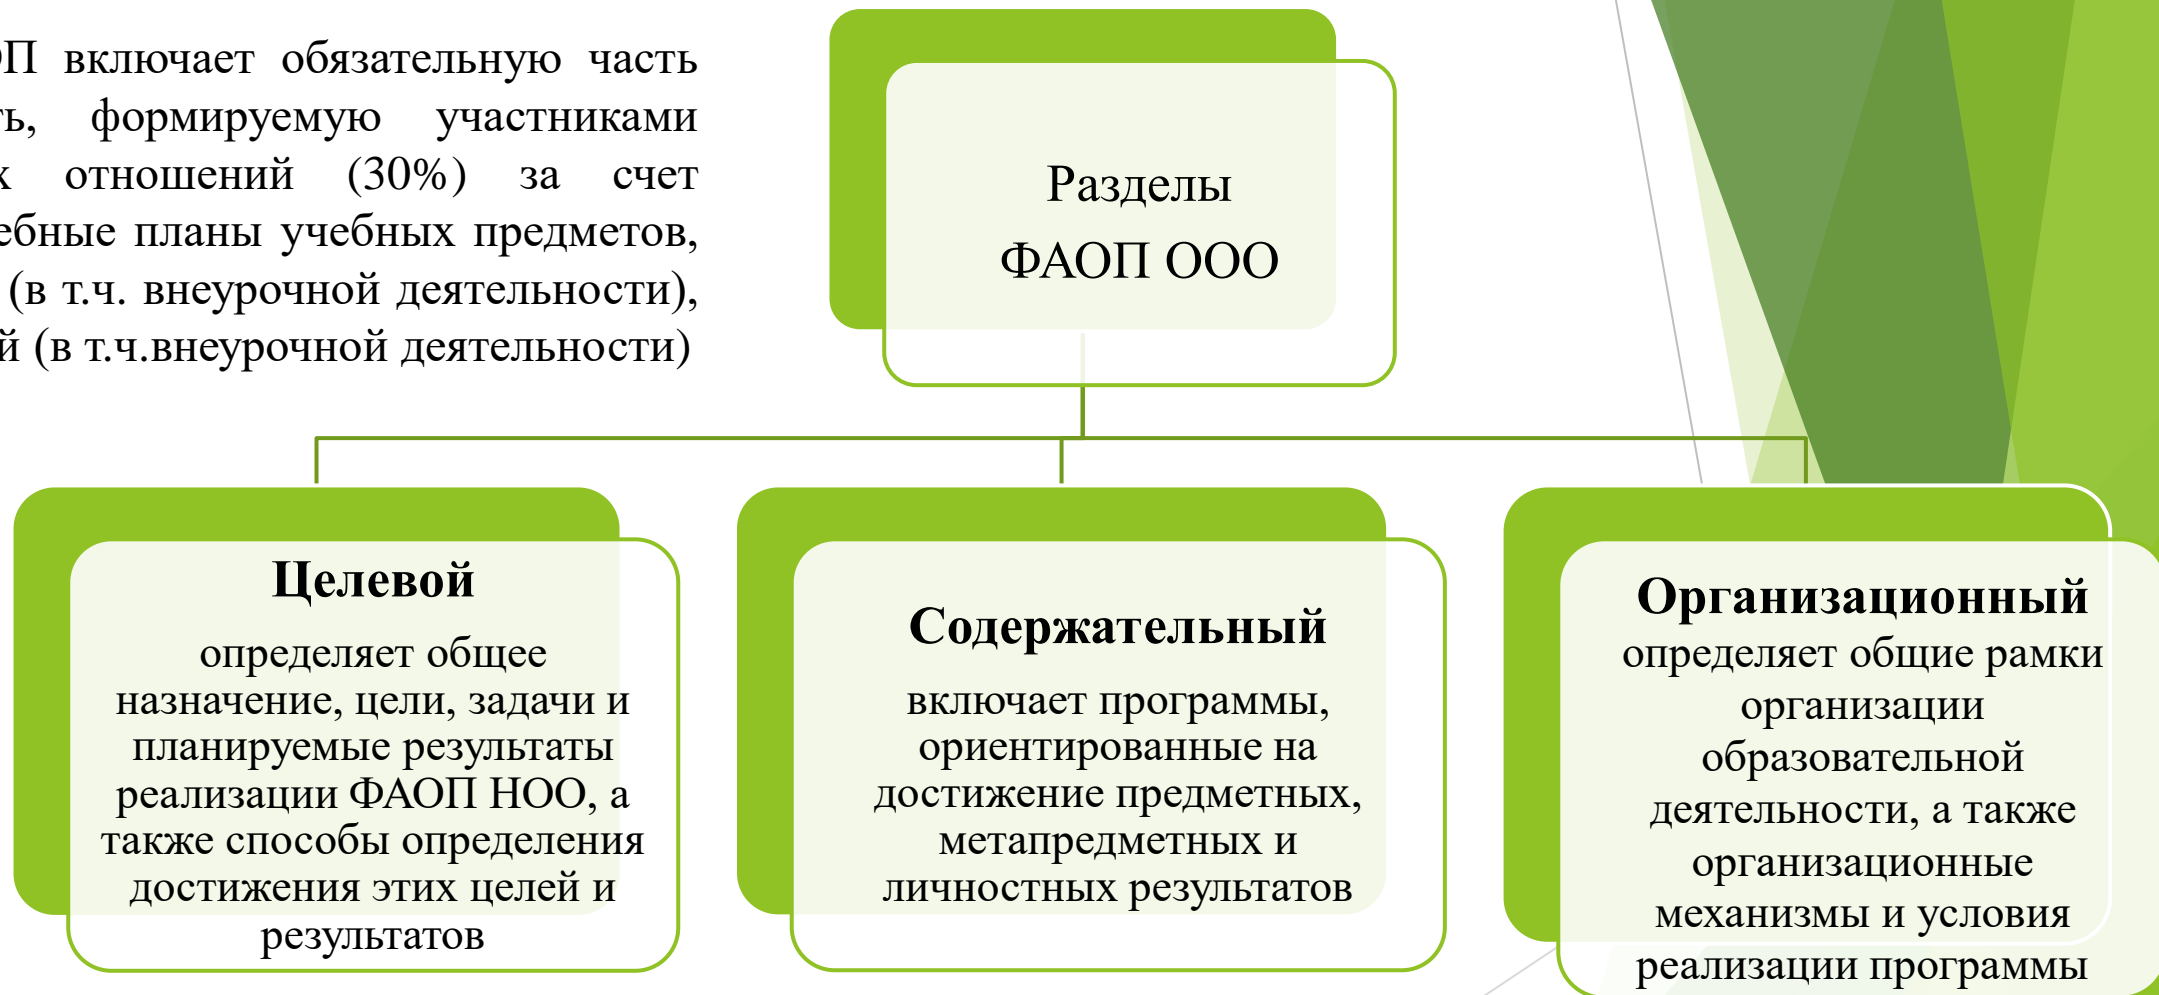 включает обязательную часть
формируемую участниками
отношений (30%) за счет
планы учебных предметов,
(в т.ч. внеурочной деятельности),
(в т.ч.внеурочной деятельности)
Разделы
ФАОП ООО
Целевой
определяет общее
назначение, цели, задачи и
планируемые результаты
реализации ФАОП НОО, а
также способы определения
достижения этих целей и
результатов
Содержательный
включает программы,
ориентированные на
достижение предметных,
метапредметных и
личностных результатов
Организационный
определяет общие рамки
организации
образовательной
деятельности, а также
организационные
механизмы и условия
реализации программы